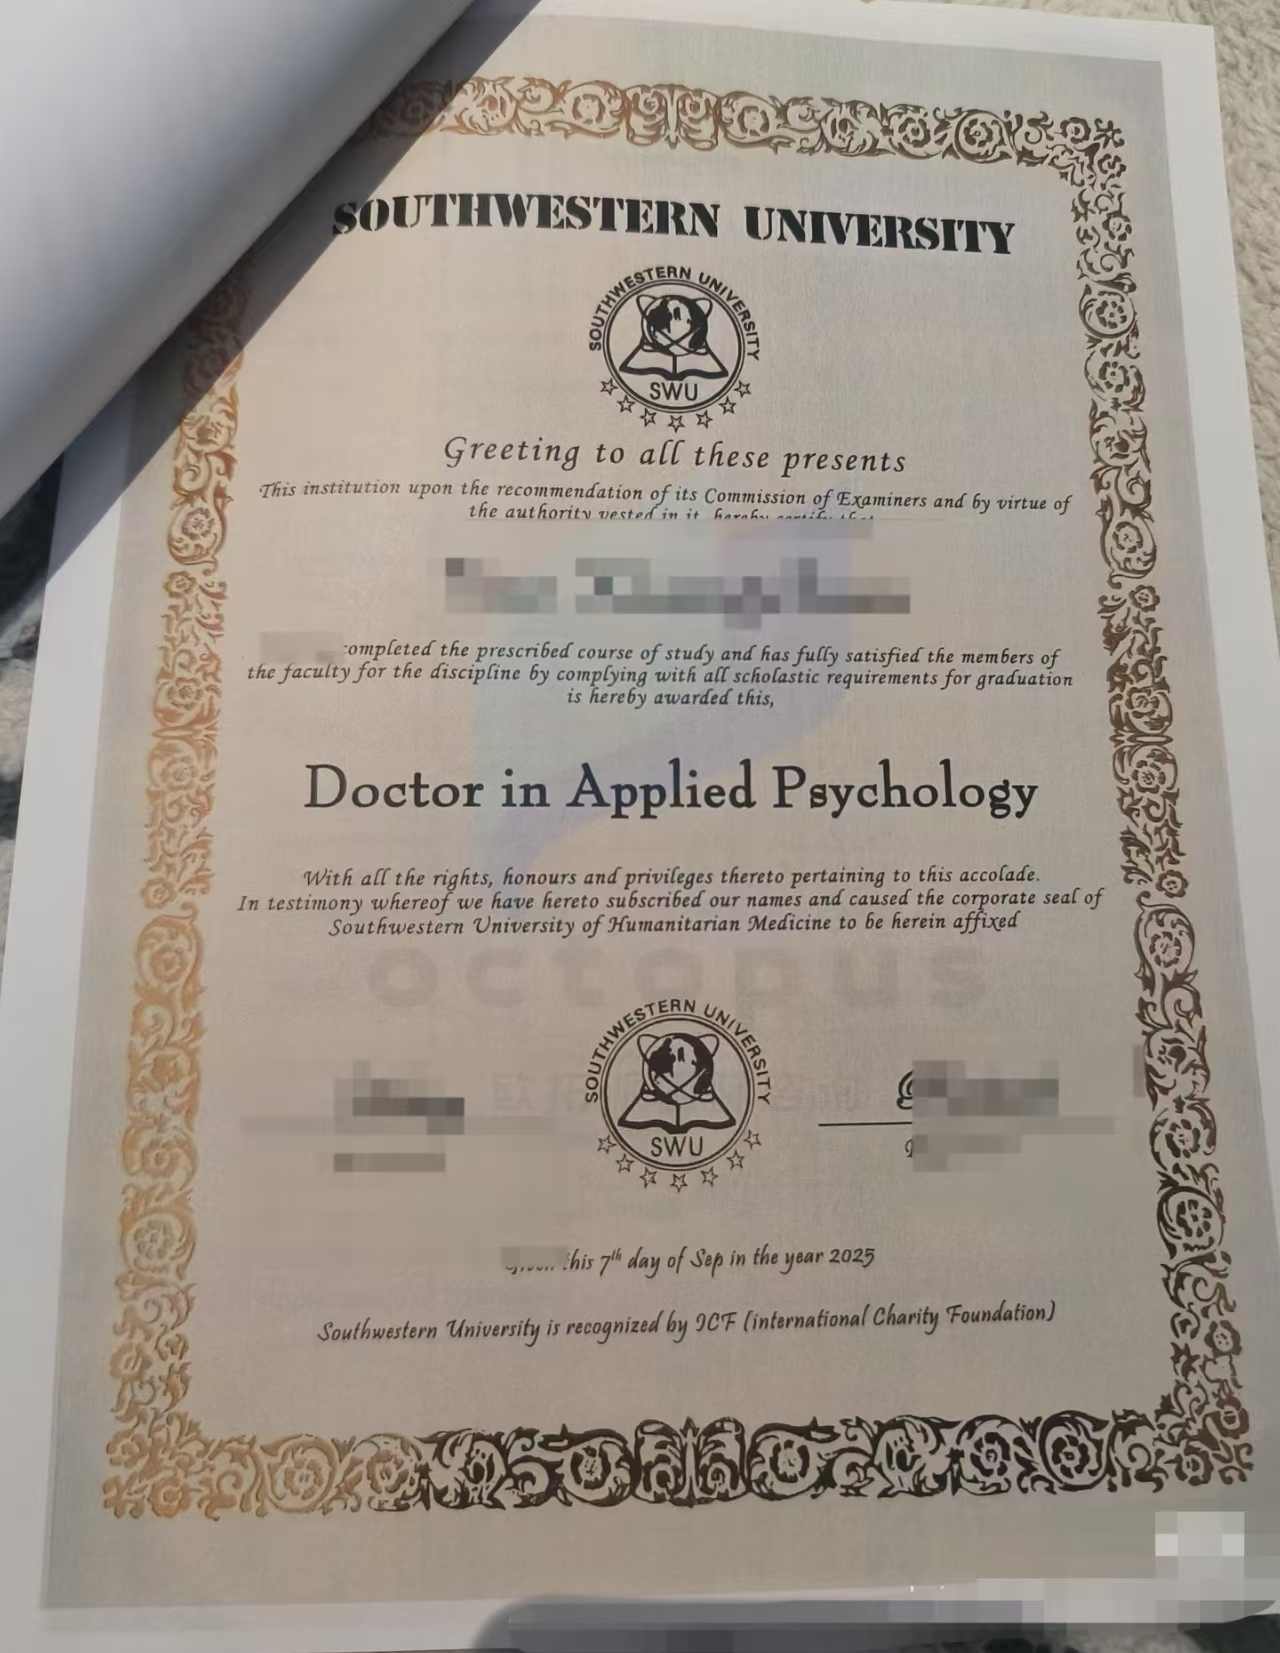 SOUTHWESTERN UNIVERSITY
SOUTHWESTERN UNIVERSITY
SWU
Greeting to all these presents
This institution upon the recommendation of its Commission of Examiners and by virtue of
the authority vested in it, hereby certify that
completed the prescribed course of study and has fully satisfied the members of
the faculty for the discipline by complying with all scholastic requirements for graduation
is hereby awarded this,
Doctor in Applied Psychology
With all the rights, honours and privileges thereto pertaining to this accolade.
In testimony whereof we have hereto subscribed our names and caused the corporate seal of
Southwestern University of Humanitarian Medicine to be herein affixed
octopus
SOUTHWESTERN UNIVERSITY
SWU
this 7th day of Sep in the year 2025
Southwestern University is recognized by ICF (international Charity Foundation)